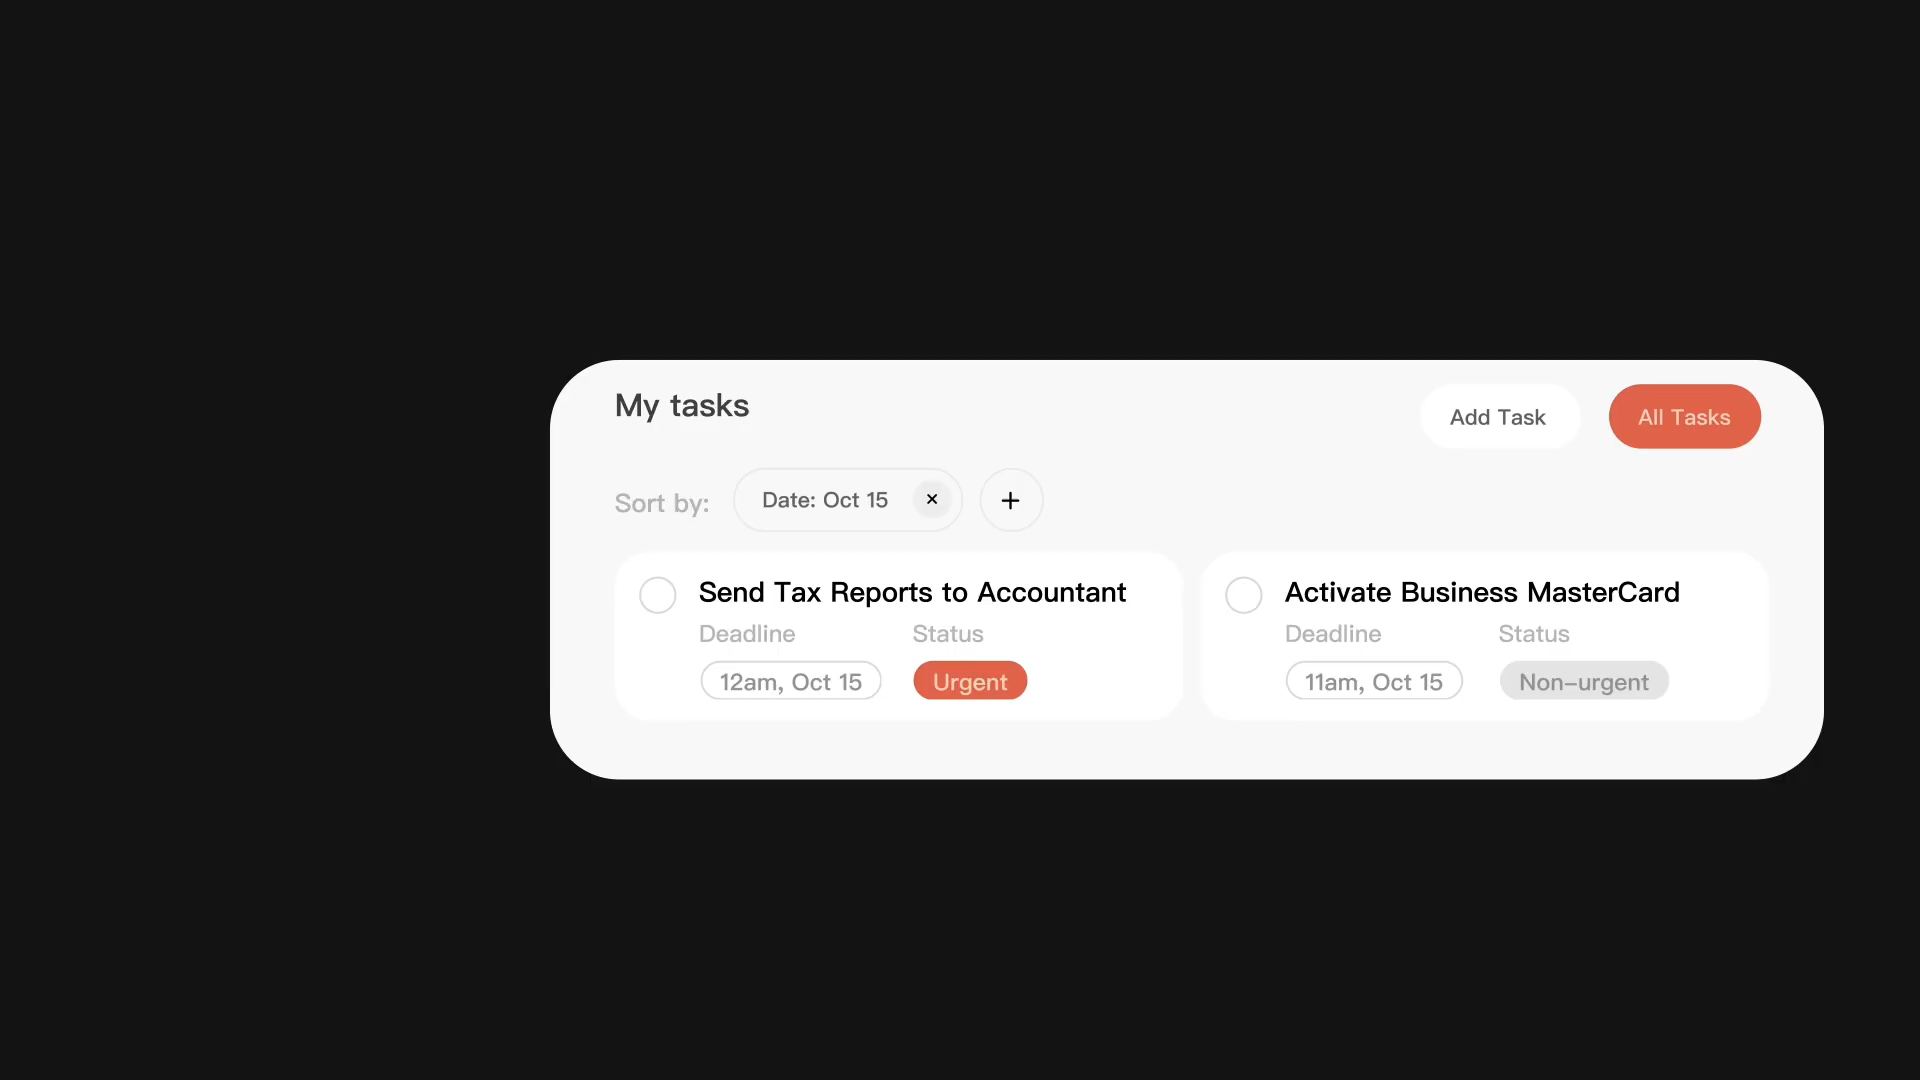 My tasks
Add Task
All Tasks
Sort by:
Date: Oct 15
Send Tax Reports to Accountant
Deadline
Status
12am, Oct 15
Urgent
Activate Business MasterCard
Deadline
Status
11am, Oct 15
Non-urgent